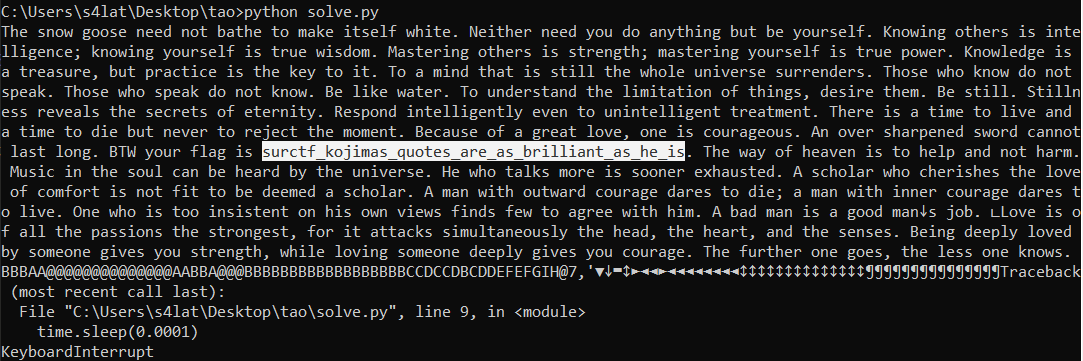 C:\Users\s4lat\Desktop\tao>python solve.py
The snow goose need not bathe to make itself white. Neither need you do anything but be yourself. Knowing others is inte
lligence; knowing yourself is true wisdom. Mastering others is strength; mastering yourself is true power. Knowledge is
a treasure, but practice is the key to it. To a mind that is still the whole universe surrenders. Those who know do not
speak. Those who speak do not know. Be like water. To understand the limitation of things, desire them. Be still. Stilln
ess reveals the secrets of eternity. Respond intelligently even to unintelligent treatment. There is a time to live and
a time to die but never to reject the moment. Because of a great love, one is courageous. An over sharpened sword cannot
last long. BTW your flag is surctf_kojimas_quotes_are_as_brilliant_as_he_is. The way of heaven is to help and not harm.
Music in the soul can be heard by the universe. He who talks more is sooner exhausted. A scholar who cherishes the love
of comfort is not fit to be deemed a scholar. A man with outward courage dares to die; a man with inner courage dares t
o live. One who is too insistent on his own views finds few to agree with him. A bad man is a good man↓s job. ∟Love is o
f all the passions the strongest, for it attacks simultaneously the head, the heart, and the senses. Being deeply loved
by someone gives you strength, while loving someone deeply gives you courage. The further one goes, the less one knows.
BBBAA@@@@@@@@@@@@@@AABBA@@@BBBBBBBBBBBBBBBBBBCCDCCDBCDDEFEFGIH@7,'▼↓▬↕►◄◄►◄◄◄◄◄◄◄◄↕↕↕↕↕↕↕↕↕↕↕↕↕↕¶¶¶¶¶¶¶¶¶¶¶¶¶¶¶Traceback
(most recent call last):
File "C:\Users\s4lat\Desktop\tao\solve.py", line 9, in <module>
time.sleep(0.0001)
KeyboardInterrupt